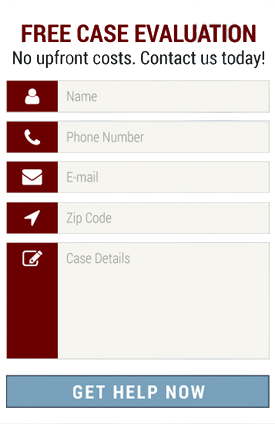 FREE CASE EVALUATION
No upfront costs. Contact us today!
Name
Phone Number
E-mail
Zip Code
Case Details
GET HELP NOW